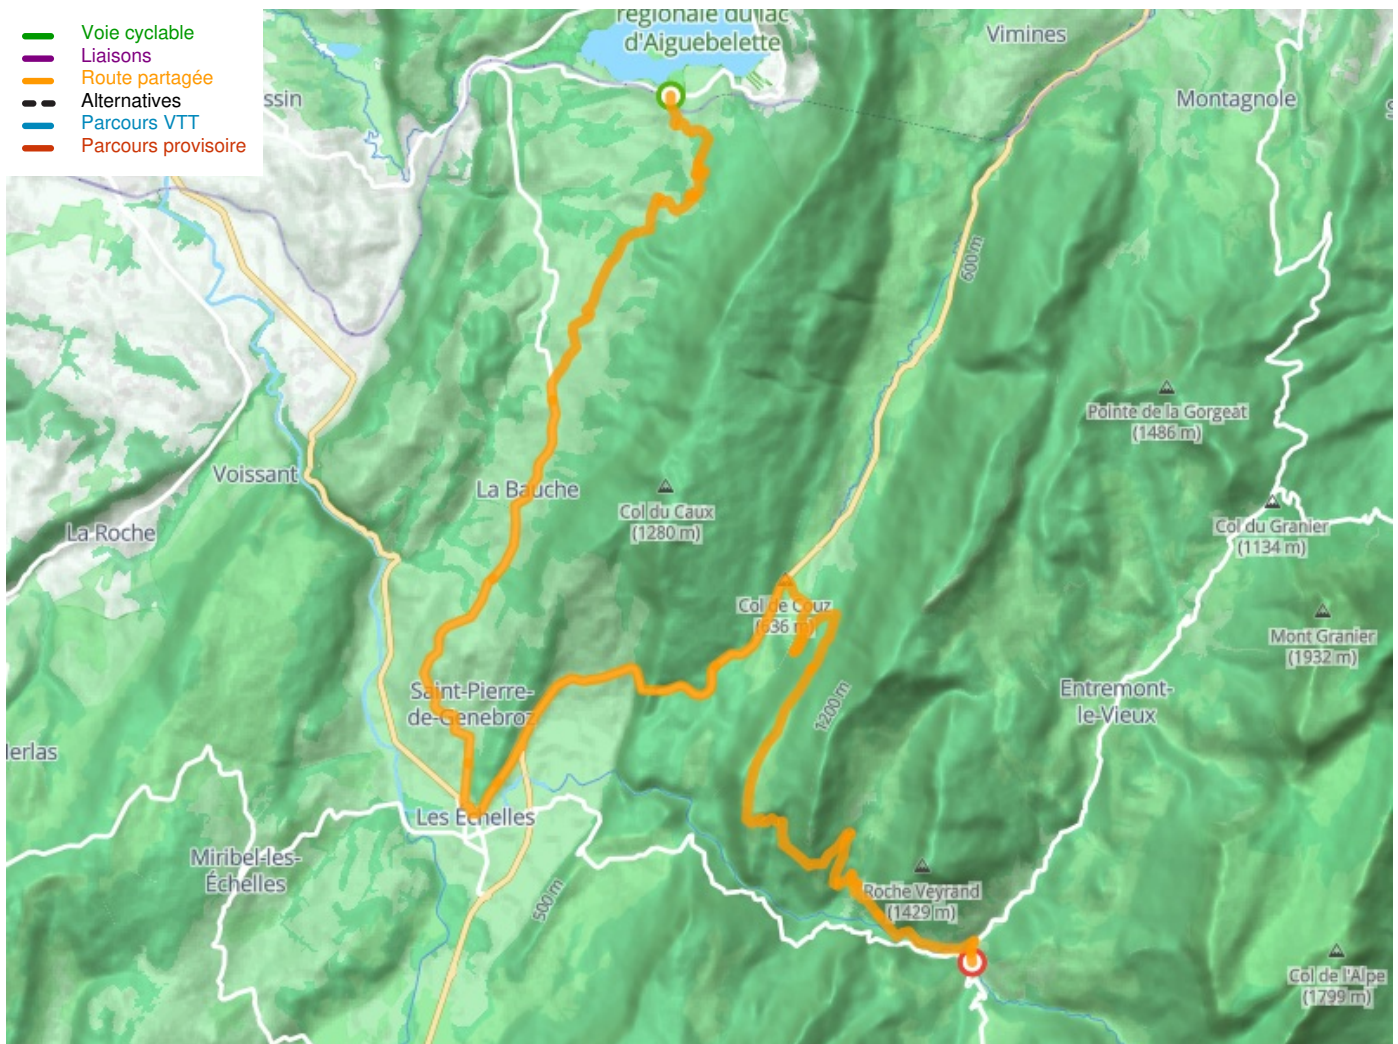 Voie cyclable
Liaisons
Route partagée
Alternatives
Parcours VTT
Parcours provisoire
régionale du lac
d'Aiguebelette
Vimines
Montagnole
ssin
600 m
Pointe de la Gorgeat
(1486 m)
Voissant
La Bauche
Col du Caux
(1280 m)
La Roche
Col du Granier
(1134 m)
Col de Couz
(636 m)
Mont Granier
(1932 m)
Saint-Pierre-
de-Genebroz
1200 m
Entremont-
le-Vieux
lerlas
Les Échelles
Miribel-les-
Échelles
500 m
Roche Veyrand
(1429 m)
Col de l'Alpe
(1799 m)